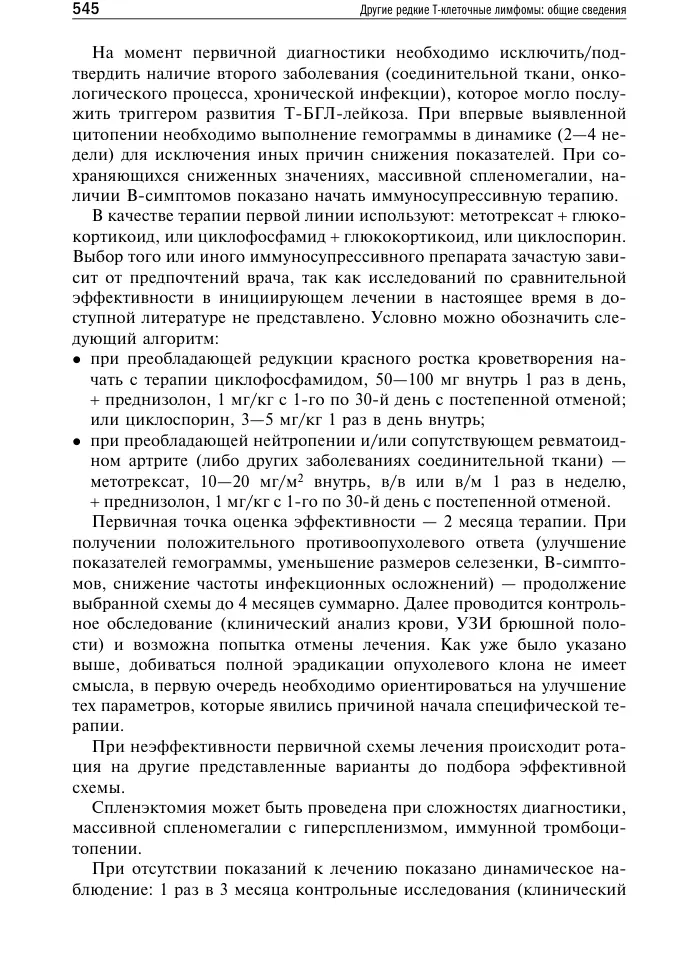 545
Другие редкие Т-клеточные лимфомы: общие сведения
На момент первичной диагностики необходимо исключить/под-
твердить наличие второго заболевания (соединительной ткани, онко-
логического процесса, хронической инфекции), которое могло послу-
жить триггером развития Т-БГЛ-лейкоза. При впервые выявленной
цитопении необходимо выполнение гемограммы в динамике (2—4 не-
дели) для исключения иных причин снижения показателей. При со-
храняющихся сниженных значениях, массивной спленомегалии, на-
личии В-симптомов показано начать иммуносупрессивную терапию.
В качестве терапии первой линии используют: метотрексат + глюко-
кортикоид, или циклофосфамид + глюкокортикоид, или циклоспорин.
Выбор того или иного иммуносупрессивного препарата зачастую зави-
сит от предпочтений врача, так как исследований по сравнительной
эффективности в инициирующем лечении в настоящее время в до-
ступной литературе не представлено. Условно можно обозначить сле-
дующий алгоритм:
● при преобладающей редукции красного ростка кроветворения на-
чать с терапии циклофосфамидом, 50—100 мг внутрь 1 раз в день,
+ преднизолон, 1 мг/кг с 1-го по 30-й день с постепенной отменой;
или циклоспорин, 3—5 мг/кг 1 раз в день внутрь;
● при преобладающей нейтропении и/или сопутствующем ревматоид-
ном артрите (либо других заболеваниях соединительной ткани) —
метотрексат, 10—20 мг/м² внутрь, в/в или в/м 1 раз в неделю,
+ преднизолон, 1 мг/кг с 1-го по 30-й день с постепенной отменой.
Первичная точка оценка эффективности — 2 месяца терапии. При
получении положительного противоопухолевого ответа (улучшение
показателей гемограммы, уменьшение размеров селезенки, В-симпто-
мов, снижение частоты инфекционных осложнений) — продолжение
выбранной схемы до 4 месяцев суммарно. Далее проводится контроль-
ное обследование (клинический анализ крови, УЗИ брюшной поло-
сти) и возможна попытка отмены лечения. Как уже было указано
выше, добиваться полной эрадикации опухолевого клона не имеет
смысла, в первую очередь необходимо ориентироваться на улучшение
тех параметров, которые явились причиной начала специфической те-
рапии.
При неэффективности первичной схемы лечения происходит рота-
ция на другие представленные варианты до подбора эффективной
схемы.
Спленэктомия может быть проведена при сложностях диагностики,
массивной спленомегалии с гиперспленизмом, иммунной тромбоци-
топении.
При отсутствии показаний к лечению показано динамическое на-
блюдение: 1 раз в 3 месяца контрольные исследования (клинический